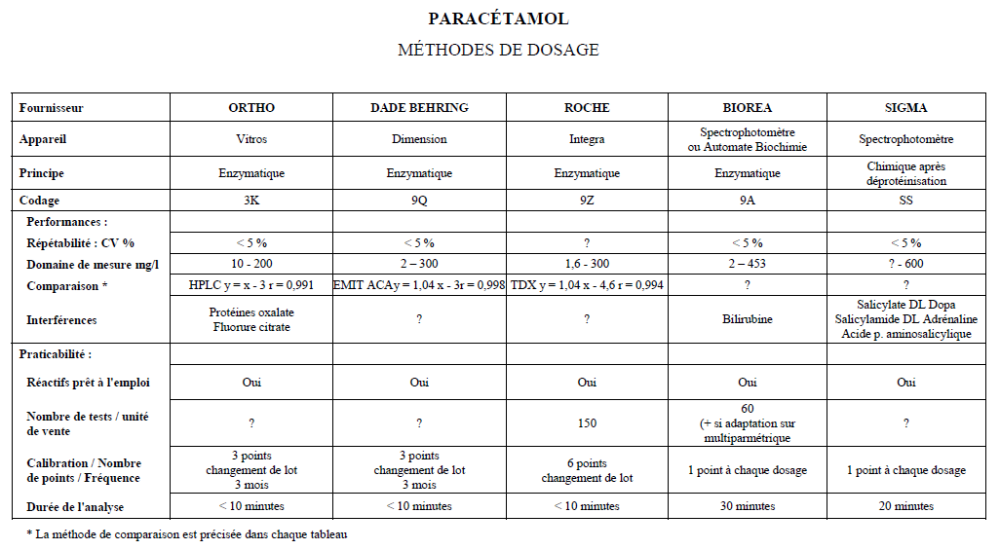 PARACÉTAMOL
MÉTHODES DE DOSAGE
Fournisseur ORTHO DADE BEHRING ROCHE BIOREA SIGMA
Appareil Vitros Dimension Integra Spectrophotomètre ou Automate Biochimie Spectrophotomètre
Principe Enzymatique Enzymatique Enzymatique Enzymatique Chimique après déprotéinisation
Codage 3K 9Q 9Z 9A SS
Performances :
Répétabilité : CV % < 5 % < 5 % ? < 5 % < 5 %
Domaine de mesure mg/l 10 - 200 2 – 300 1,6 - 300 2 – 453 ? - 600
Comparaison * HPLC y = x - 3 r = 0,991 EMIT ACAy = 1,04 x - 3r = 0,998 TDX y = 1,04 x - 4,6 r = 0,994 ? ?
Interférences Protéines oxalate Fluorure citrate ? ? Bilirubine Salicylate DL Dopa Salicylamide DL Adrénaline Acide p. aminosalicylique
Praticabilité :
Réactifs prêt à l'emploi Oui Oui Oui Oui Oui
Nombre de tests / unité de vente ? ? 150 60 (+ si adaptation sur multiparmétrique ?
Calibration / Nombre de points / Fréquence 3 points changement de lot 3 mois 3 points changement de lot 3 mois 6 points changement de lot 1 point à chaque dosage 1 point à chaque dosage
Durée de l'analyse < 10 minutes < 10 minutes < 10 minutes 30 minutes 20 minutes
* La méthode de comparaison est précisée dans chaque tableau